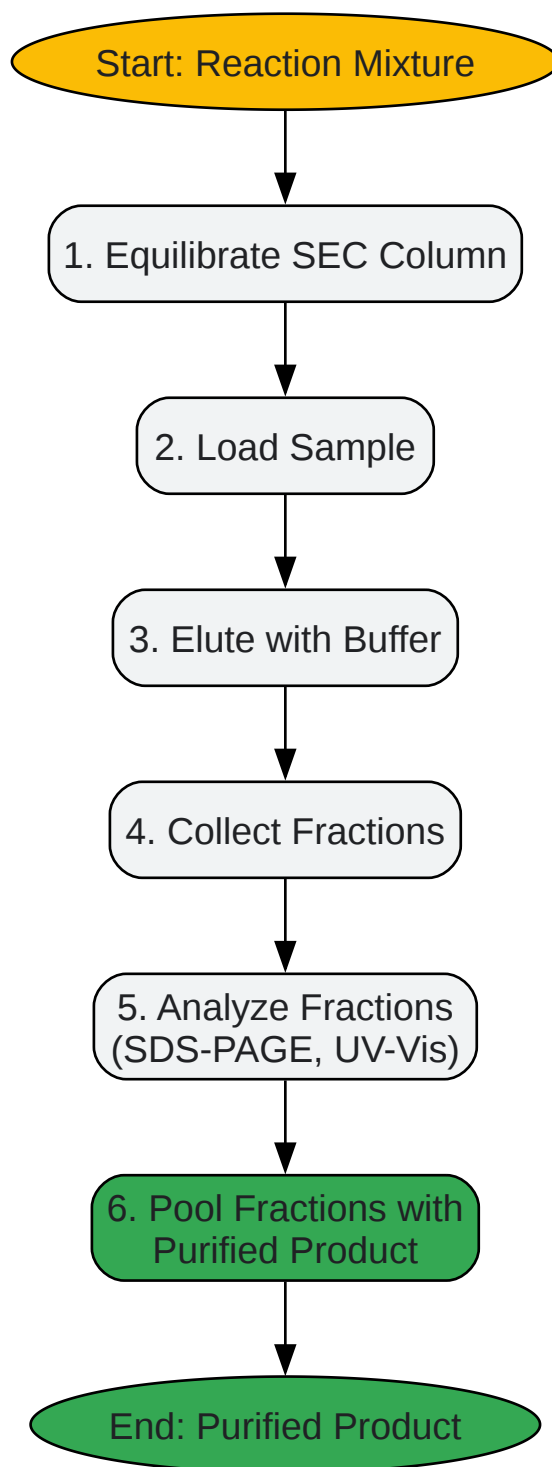 Start: Reaction Mixture
1. Equilibrate SEC Column
2. Load Sample
3. Elute with Buffer
4. Collect Fractions
5. Analyze Fractions
(SDS-PAGE, UV-Vis)
6. Pool Fractions with
Purified Product
End: Purified Product